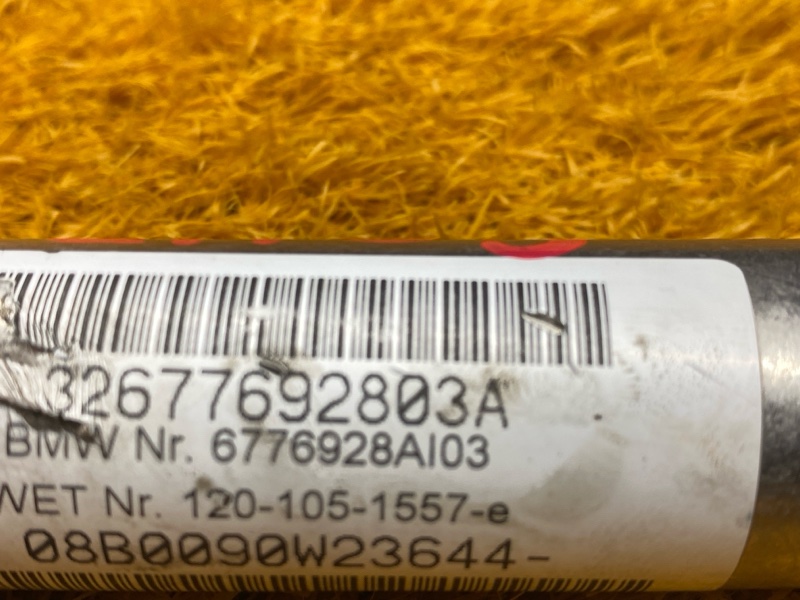 32677692803A
BMW Nr. 6776928AI03
WET Nr. 120-105-1557-e
08B0090W23644-